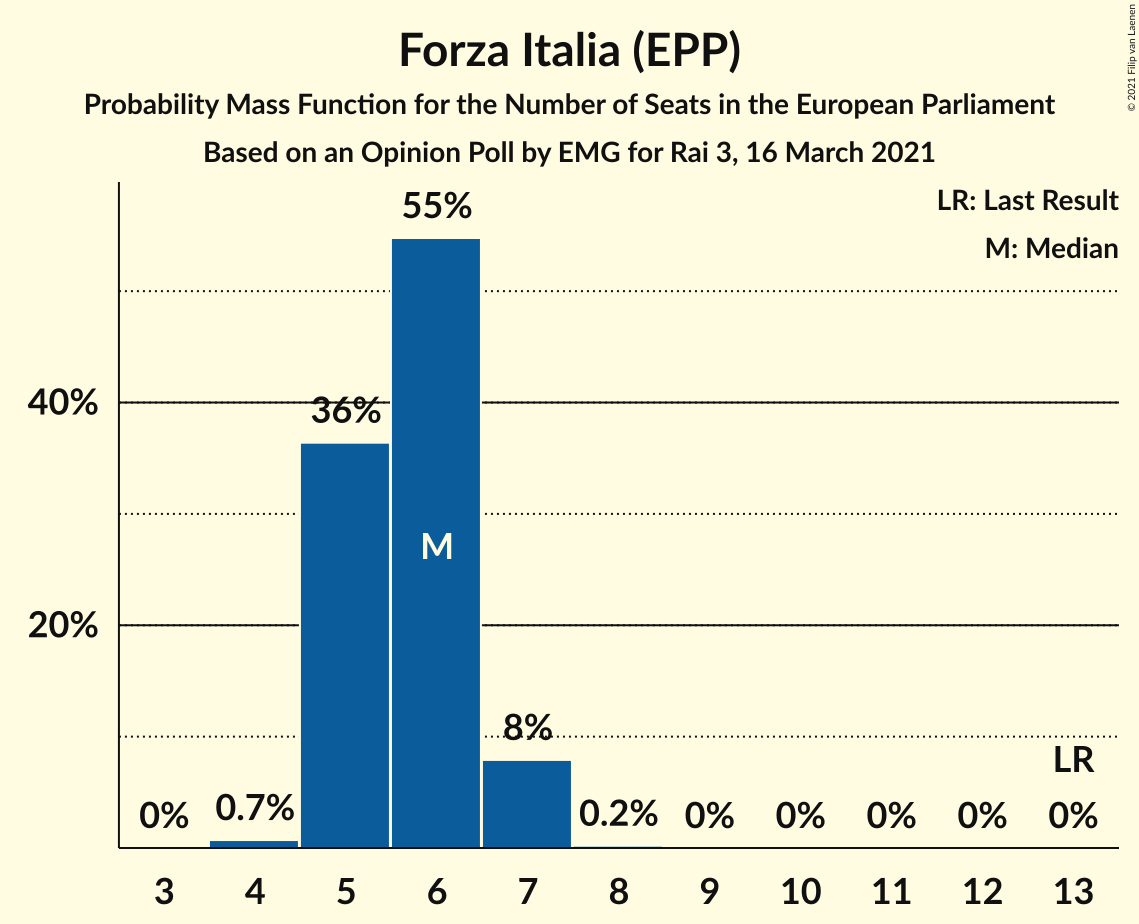 Forza Italia (EPP)
Probability Mass Function for the Number of Seats in the European Parliament
Based on an Opinion Poll by EMG for Rai 3, 16 March 2021
© 2021 Filip van Laenen
LR: Last Result
M: Median
55%
40%
36%
M
20%
8%
LR
0% 0.7% 0.2% 0% 0% 0% 0% 0%
3 4 5 6 7 8 9 10 11 12 13